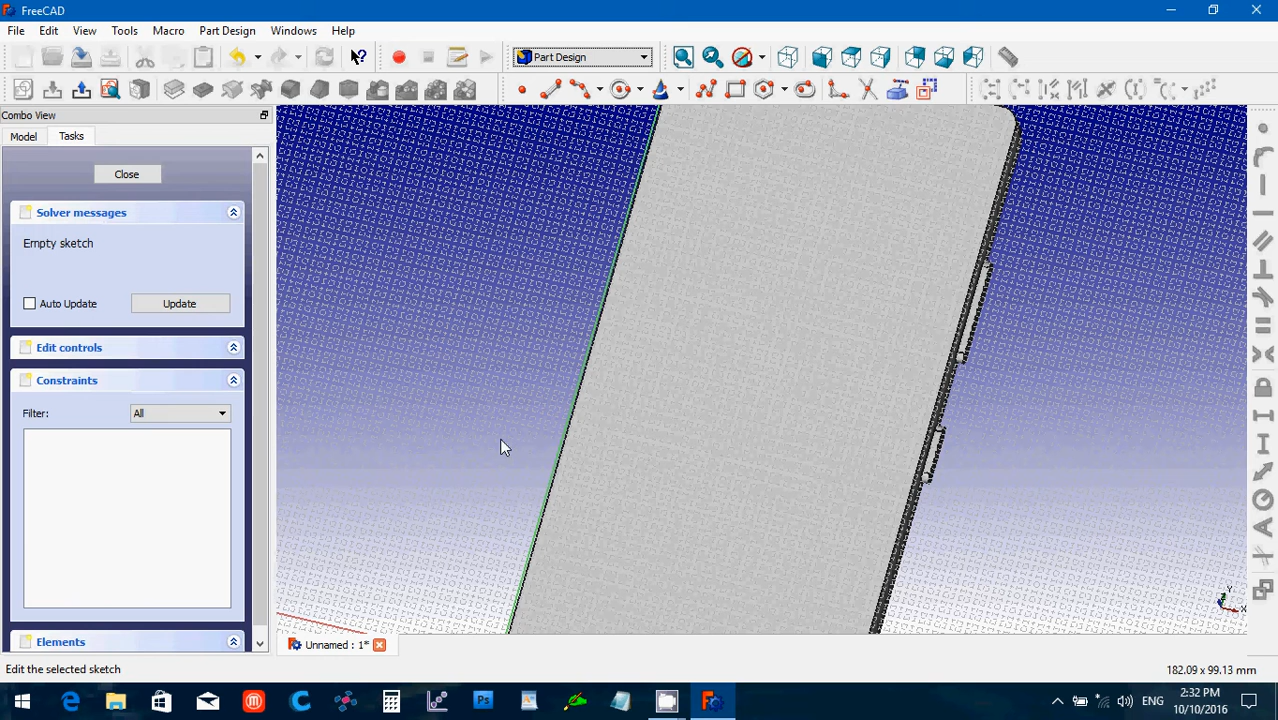 FreeCAD
File Edit View Tools Macro Part Design Windows Help
Part Design
Combo View
Model Tasks
Close
Solver messages
Empty sketch
Auto Update Update
Edit controls
Constraints
Filter: All
Elements
Y
X
Unnamed : 1*
Edit the selected sketch
182.09 x 99.13 mm
Ps
ENG
2:32 PM
10/10/2016